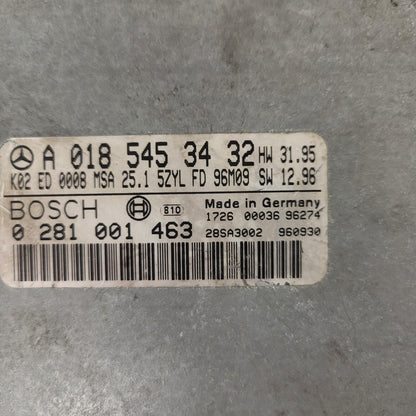 A 018 545 34 32 HW 31.95
K02 ED 0008 MSA 25.1 5ZYL FD 96M09 SW 12.96
BOSCH 810 Made in Germany
1726 00036 96274
0 281 001 463 28SA3002 960930